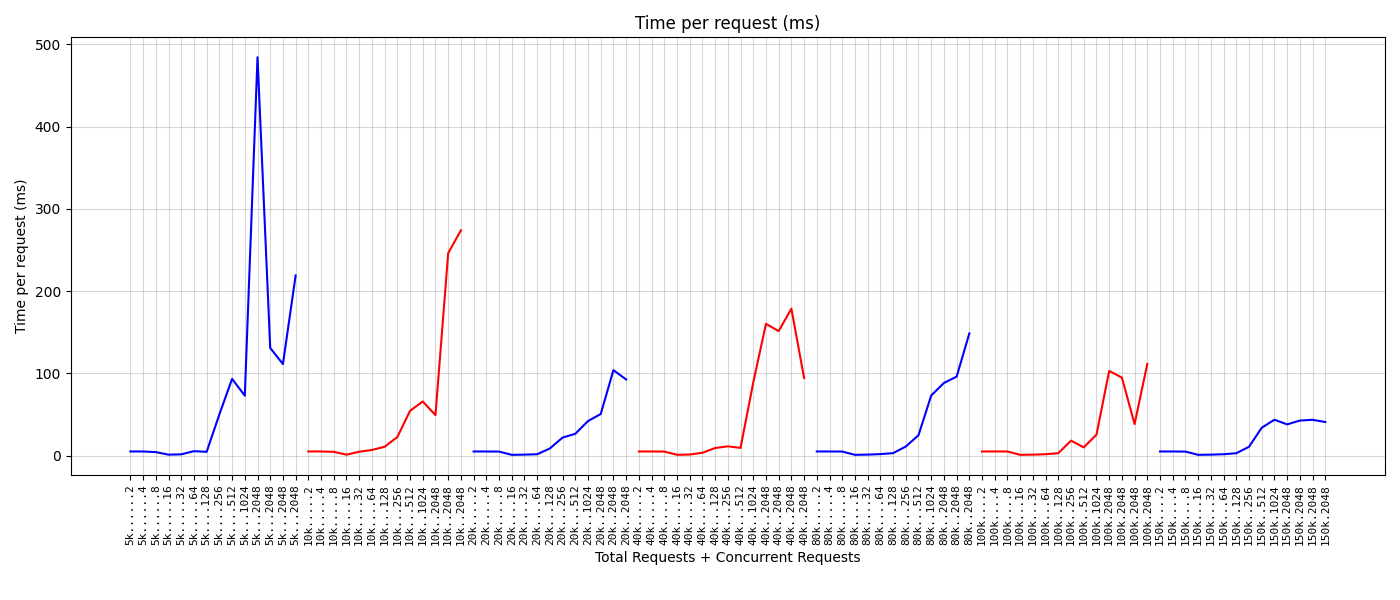 Time per request (ms)
500
400
300
200
100
0
Time per request (ms)
5k......2
5k......4
5k......8
5k.....16
5k.....32
5k.....64
5k....128
5k....256
5k....512
5k...1024
5k...2048
5k...2048
5k...2048
5k...2048
10k.....2
10k.....4
10k.....8
10k....16
10k....32
10k....64
10k...128
10k...256
10k...512
10k..1024
10k..2048
10k..2048
10k..2048
20k.....2
20k.....4
20k.....8
20k....16
20k....32
20k....64
20k...128
20k...256
20k...512
20k..1024
20k..2048
20k..2048
20k..2048
40k.....2
40k.....4
40k.....8
40k....16
40k....32
40k....64
40k...128
40k...256
40k...512
40k..1024
40k..2048
40k..2048
40k..2048
40k..2048
80k.....2
80k.....4
80k.....8
80k....16
80k....32
80k....64
80k...128
80k...256
80k...512
80k..1024
80k..2048
80k..2048
80k..2048
100k....2
100k....4
100k....8
100k...16
100k...32
100k...64
100k..128
100k..256
100k..512
100k.1024
100k.2048
100k.2048
100k.2048
100k.2048
150k....2
150k....4
150k....8
150k...16
150k...32
150k...64
150k..128
150k..256
150k..512
150k.1024
150k.2048
150k.2048
150k.2048
150k.2048
Total Requests + Concurrent Requests